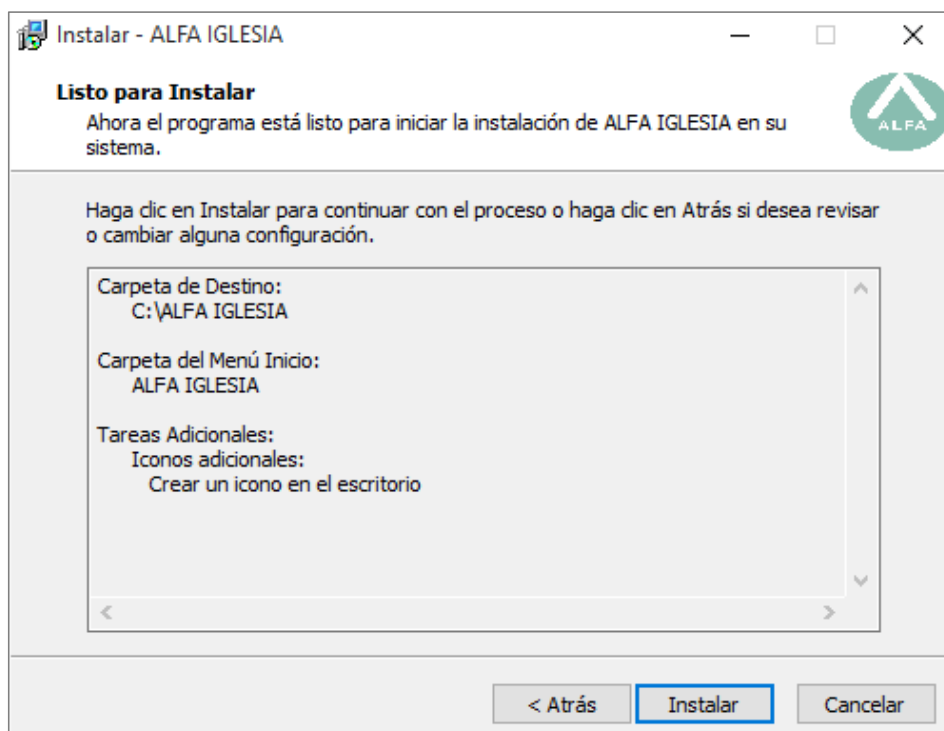 Instalar - ALFA IGLESIA
Listo para Instalar
Ahora el programa está listo para iniciar la instalación de ALFA IGLESIA en su
sistema.
ALFA
Haga clic en Instalar para continuar con el proceso o haga clic en Atrás si desea revisar
o cambiar alguna configuración.
Carpeta de Destino:
C:\ALFA IGLESIA
Carpeta del Menú Inicio:
ALFA IGLESIA
Tareas Adicionales:
Iconos adicionales:
Crear un icono en el escritorio
< Atrás
Instalar
Cancelar